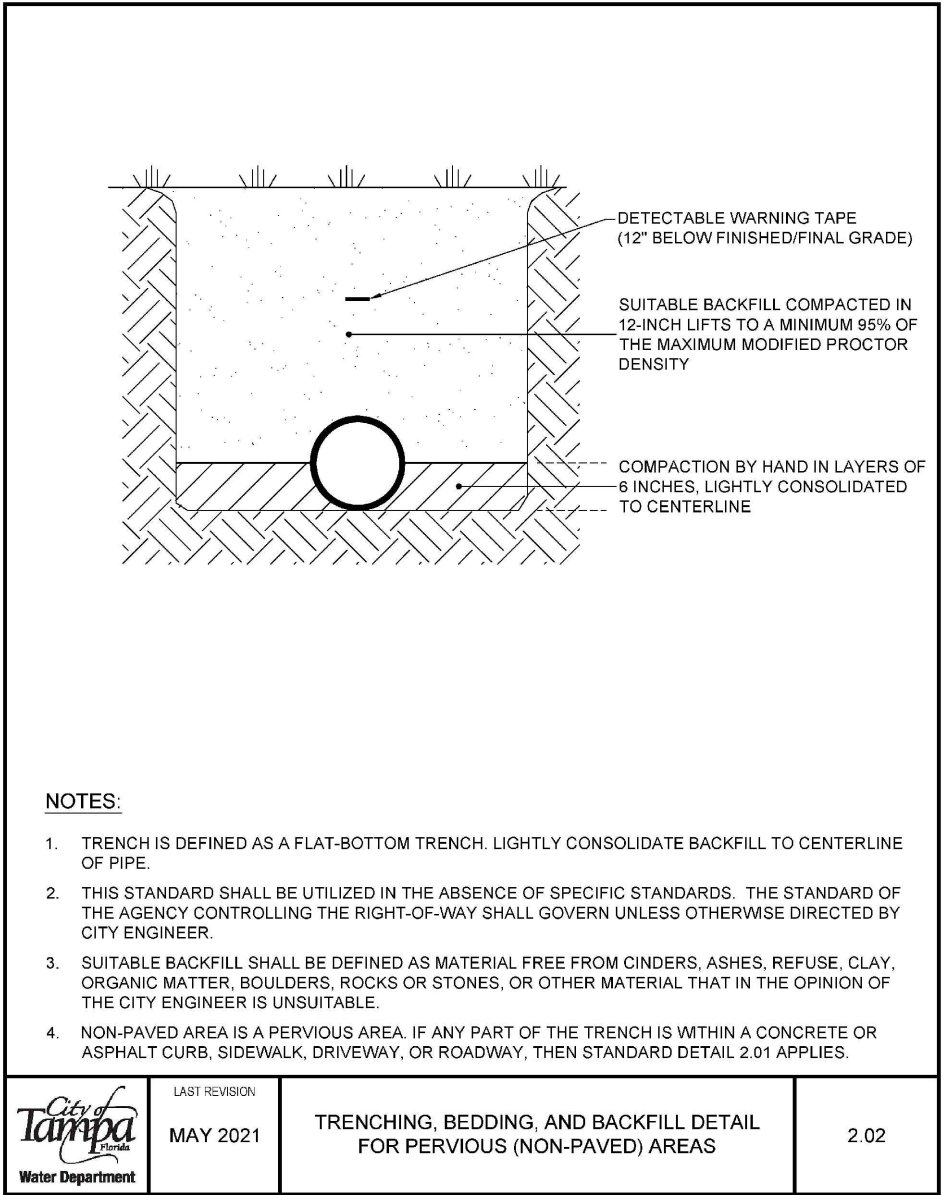 DETECTABLE WARNING TAPE
(12" BELOW FINISHED/FINAL GRADE)
SUITABLE BACKFILL COMPACTED IN
12-INCH LIFTS TO A MINIMUM 95% OF
THE MAXIMUM MODIFIED PROCTOR
DENSITY
COMPACTION BY HAND IN LAYERS OF
6 INCHES, LIGHTLY CONSOLIDATED
TO CENTERLINE
NOTES:
1. TRENCH IS DEFINED AS A FLAT-BOTTOM TRENCH. LIGHTLY CONSOLIDATE BACKFILL TO CENTERLINE
OF PIPE.
2. THIS STANDARD SHALL BE UTILIZED IN THE ABSENCE OF SPECIFIC STANDARDS. THE STANDARD OF
THE AGENCY CONTROLLING THE RIGHT-OF-WAY SHALL GOVERN UNLESS OTHERWISE DIRECTED BY
CITY ENGINEER.
3. SUITABLE BACKFILL SHALL BE DEFINED AS MATERIAL FREE FROM CINDERS, ASHES, REFUSE, CLAY,
ORGANIC MATTER, BOULDERS, ROCKS OR STONES, OR OTHER MATERIAL THAT IN THE OPINION OF
THE CITY ENGINEER IS UNSUITABLE.
4. NON-PAVED AREA IS A PERVIOUS AREA. IF ANY PART OF THE TRENCH IS WITHIN A CONCRETE OR
ASPHALT CURB, SIDEWALK, DRIVEWAY, OR ROADWAY, THEN STANDARD DETAIL 2.01 APPLIES.
City of
Tampa
Florida
Water Department
LAST REVISION
MAY 2021
TRENCHING, BEDDING, AND BACKFILL DETAIL
FOR PERVIOUS (NON-PAVED) AREAS
2.02